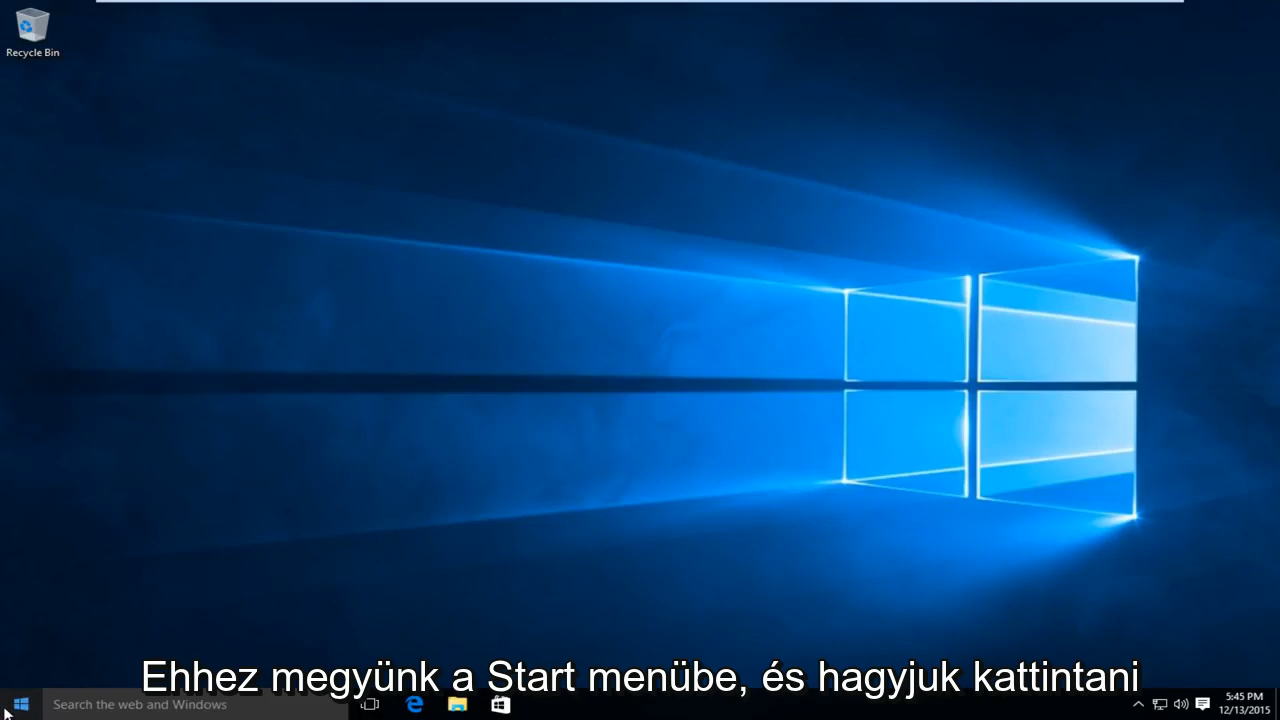 Recycle Bin
Ehhez megyünk a Start menübe, és hagyjuk kattintani
Search the web and Windows
5:45 PM
12/13/2015